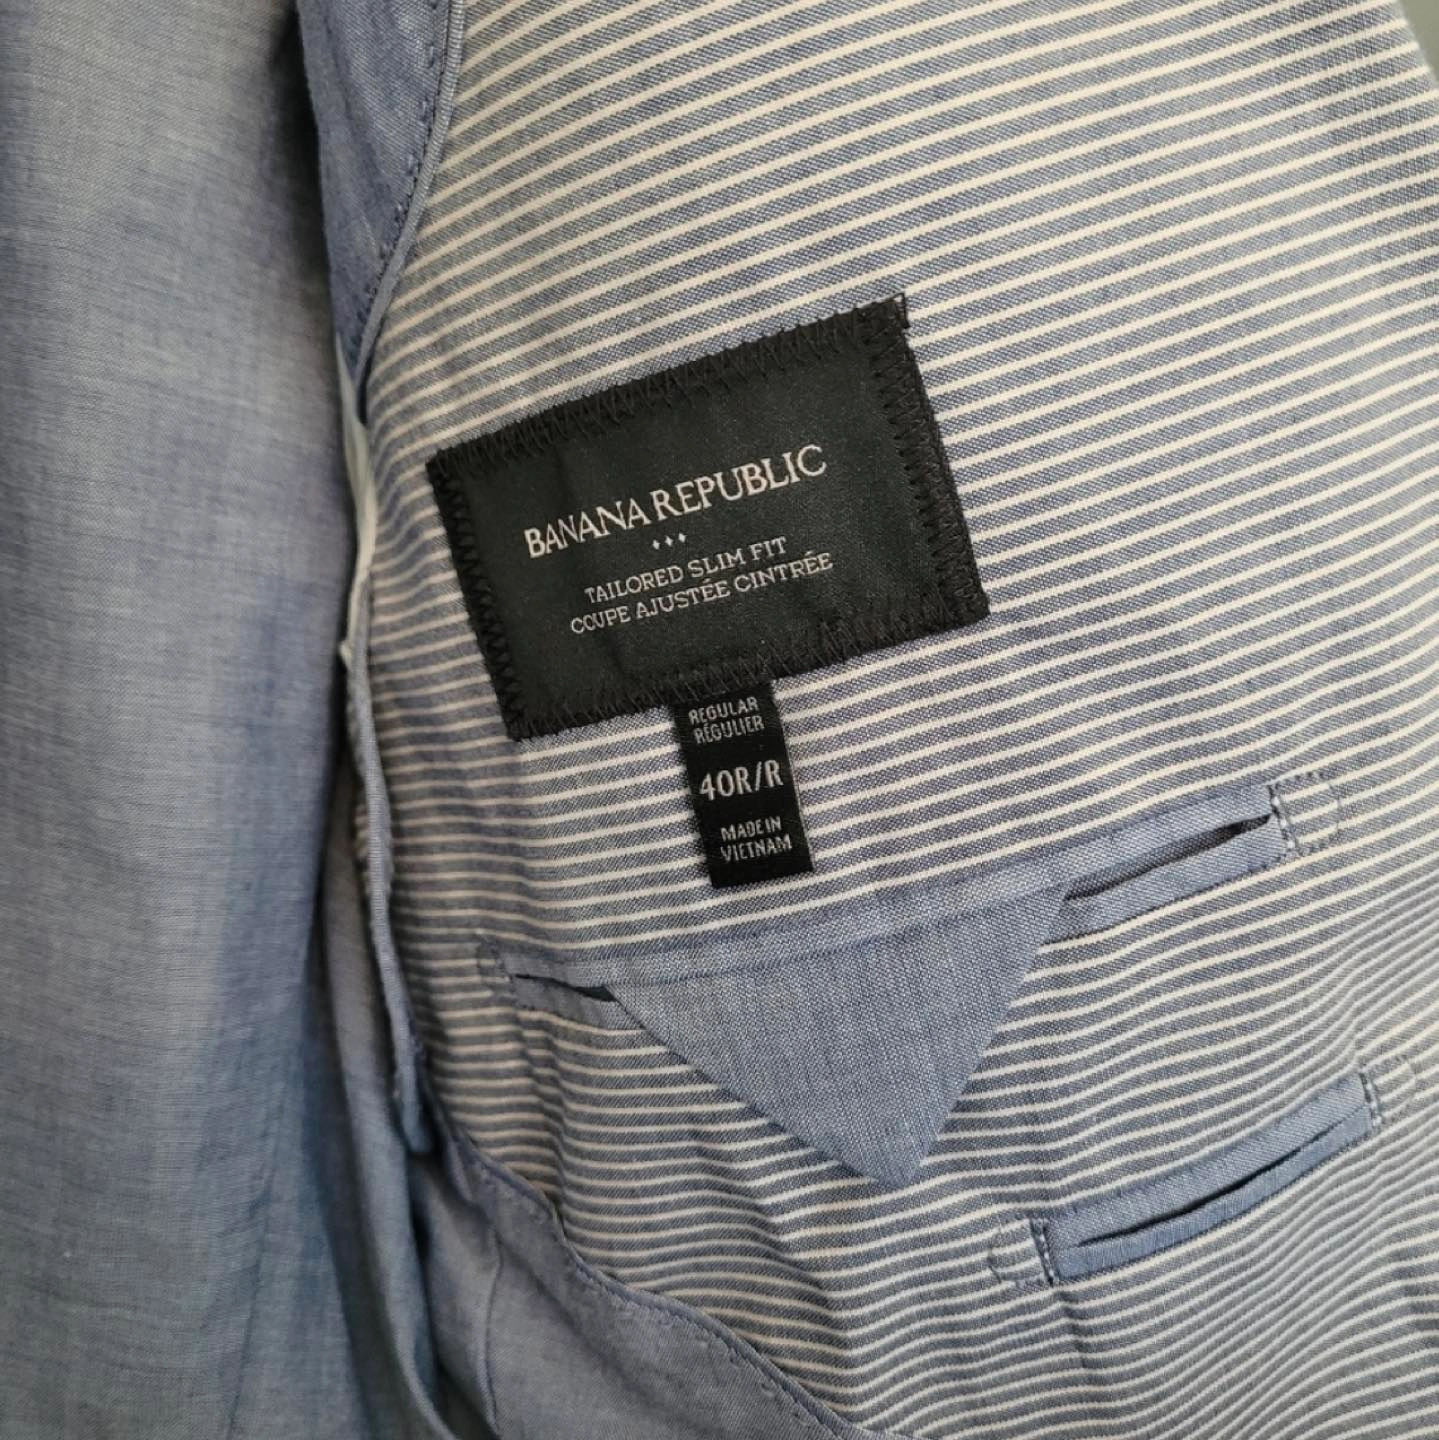 BANANA REPUBLIC
TAILORED SLIM FIT
COUPE AJUSTÉE CINTRÉE
REGULAR
RÉGULIER
40R/R
MADE IN
VIETNAM